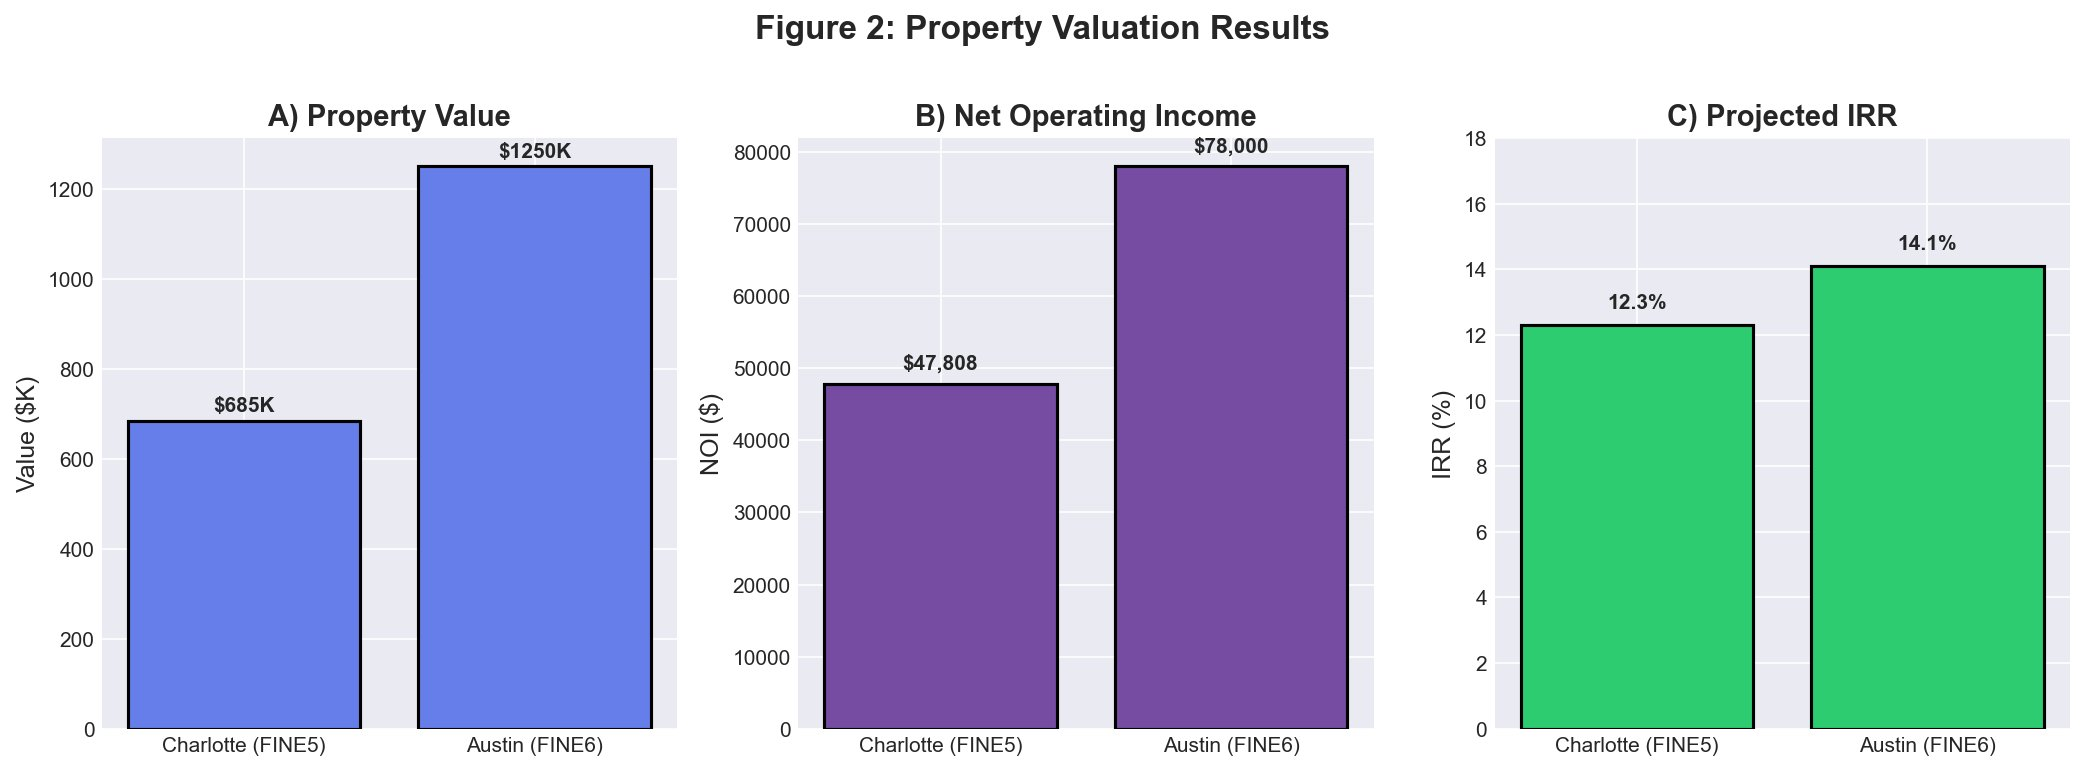 Figure 2: Property Valuation Results
A) Property Value
Value ($K)
1200
1000
800
600
400
200
0
$685K
$1250K
Charlotte (FINE5)
Austin (FINE6)
B) Net Operating Income
NOI ($)
80000
70000
60000
50000
40000
30000
20000
10000
0
$47,808
$78,000
Charlotte (FINE5)
Austin (FINE6)
C) Projected IRR
IRR (%)
18
16
14
12
10
8
6
4
2
0
12.3%
14.1%
Charlotte (FINE5)
Austin (FINE6)